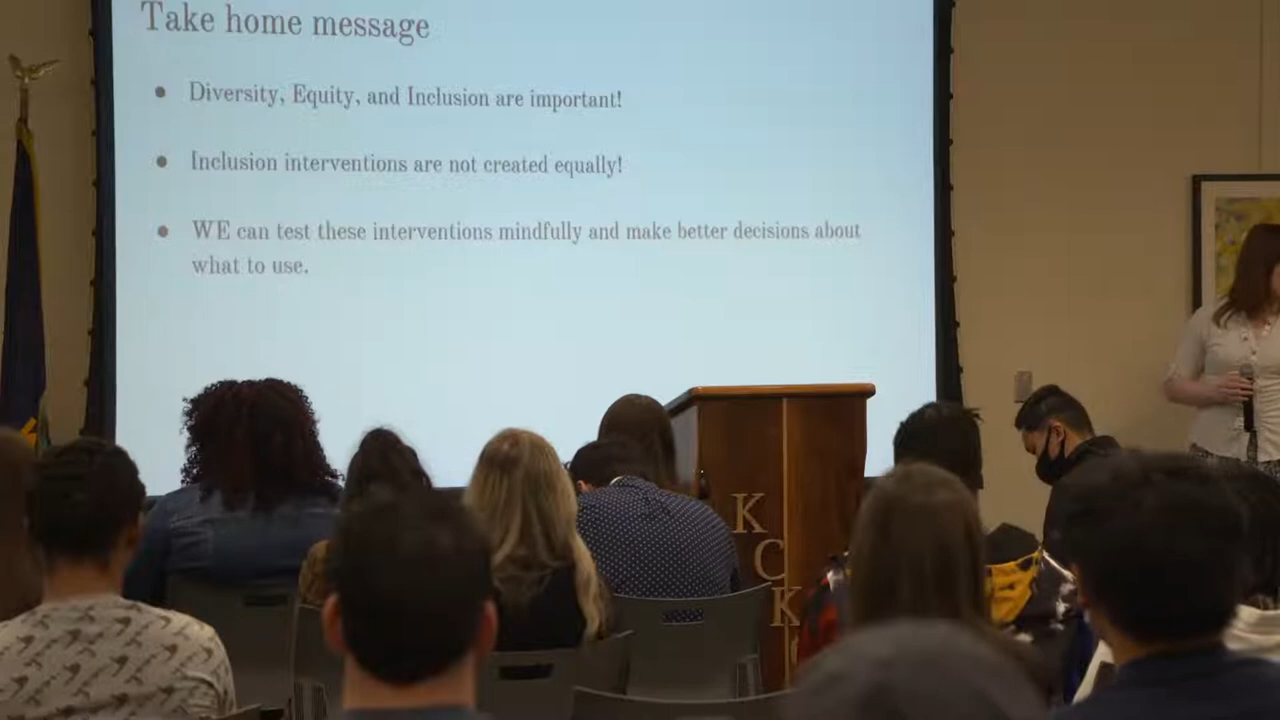 Take home message
Diversity, Equity, and Inclusion are important!
Inclusion interventions are not created equally!
WE can test these interventions mindfully and make better decisions about
what to use.
K
C
K